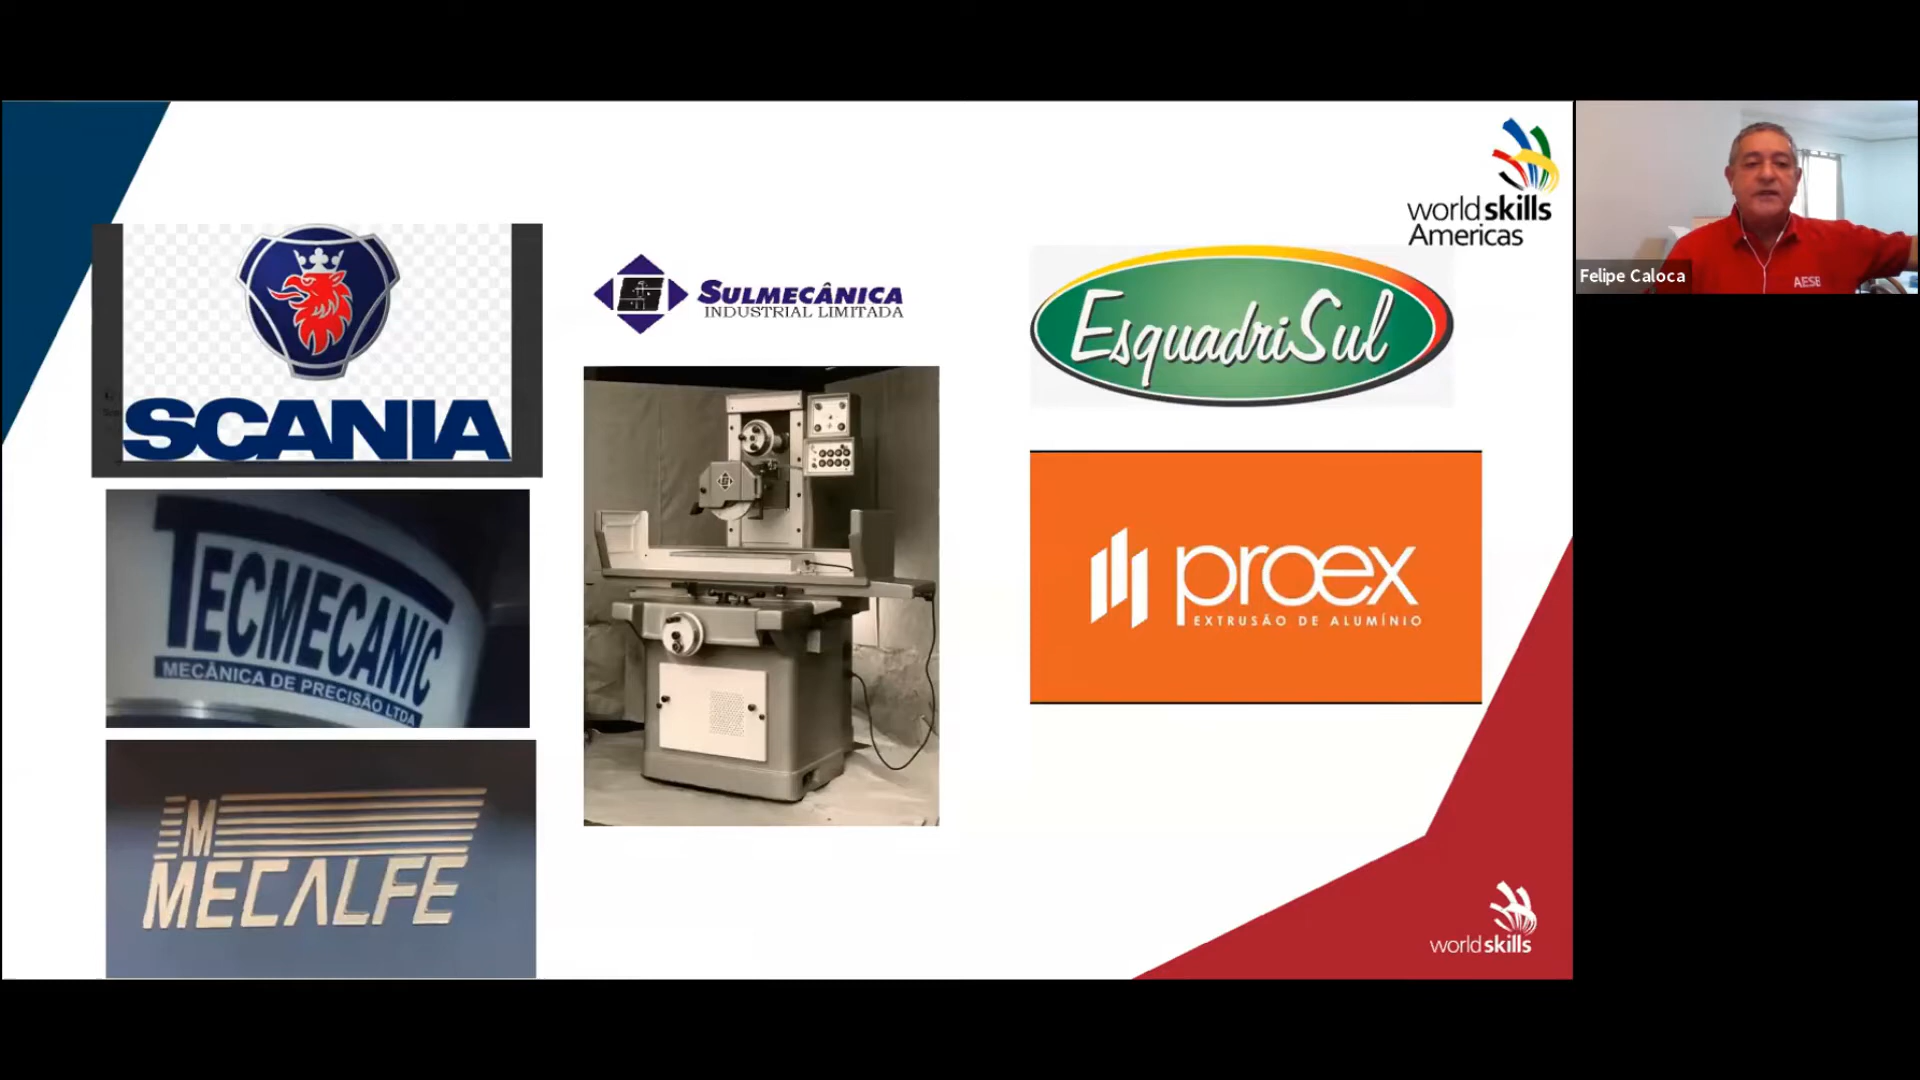 SCANIA
TECMECANIC
MECÂNICA DE PRECISÃO LTDA
M
MECALFE
SULMECÂNICA
INDUSTRIAL LIMITADA
EsquadriSul
proex
EXTRUSÃO DE ALUMÍNIO
worldskills
Americas
worldskills
Felipe Caloca
AESB